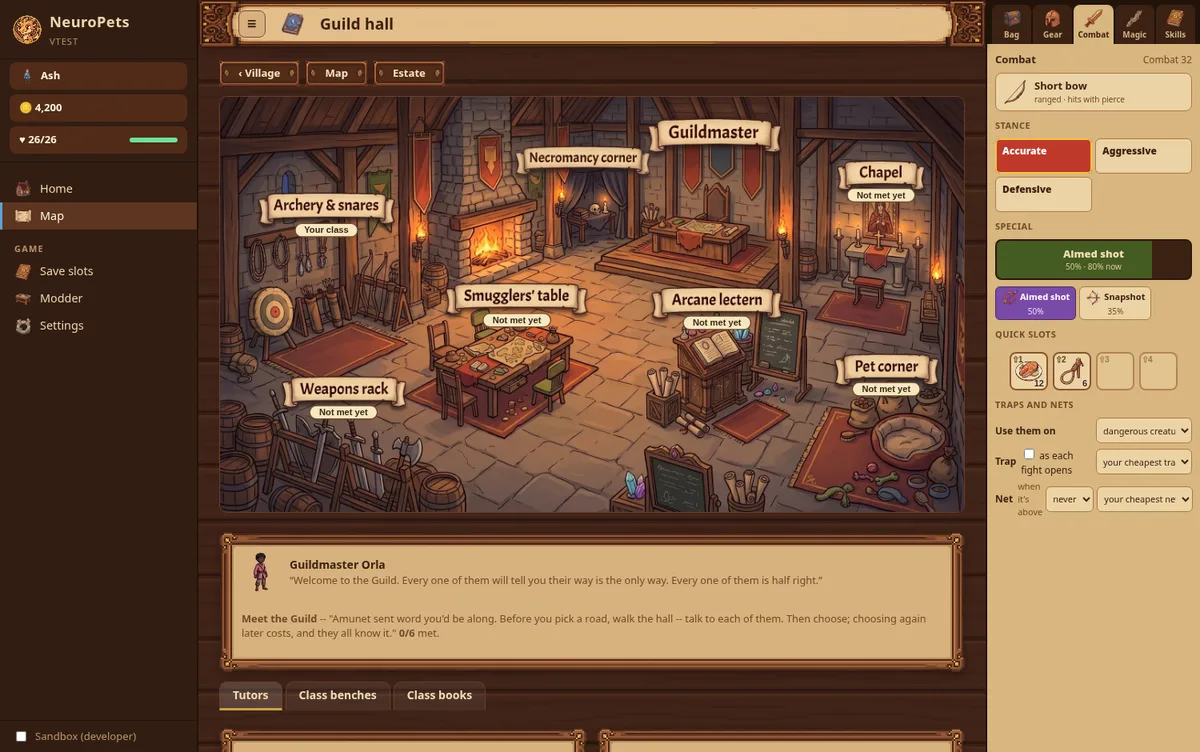 NeuroPets
VTEST
Ash
4,200
♥ 26/26
Home
Map
GAME
Save slots
Modder
Settings
Sandbox (developer)
≡
Guild hall
‹ Village
Map
Estate
Guildmaster
Necromancy corner
Chapel
Not met yet
Archery & snares
Your class
Smugglers' table
Not met yet
Arcane lectern
Not met yet
Pet corner
Not met yet
Weapons rack
Not met yet
Guildmaster Orla
"Welcome to the Guild. Every one of them will tell you their way is the only way. Every one of them is half right."
Meet the Guild -- "Amunet sent word you'd be along. Before you pick a road, walk the hall -- talk to each of them. Then choose; choosing again
later costs, and they all know it." 0/6 met.
Tutors
Class benches
Class books
Bag
Gear
Combat
Magic
Skills
Combat
Combat 32
Short bow
ranged · hits with pierce
STANCE
Accurate
Aggressive
Defensive
SPECIAL
Aimed shot
50% · 80% now
Aimed shot
50%
Snapshot
35%
QUICK SLOTS
⇧1
12
⇧2
6
⇧3
⇧4
TRAPS AND NETS
Use them on
dangerous creatu
Trap
as each
fight opens
your cheapest tra
Net
when
it's
above
never
your cheapest ne